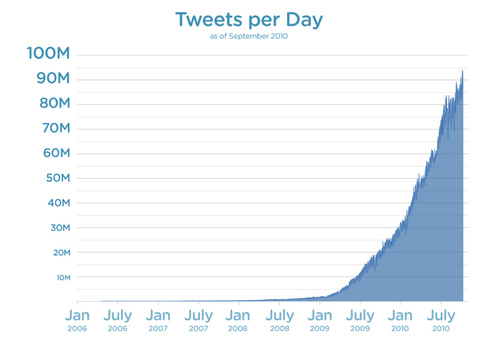 Tweets per Day
as of September 2010
100M
90M
80M
70M
60M
50M
40M
30M
20M
10M
Jan July Jan July Jan July Jan July Jan July
2006 2006 2007 2007 2008 2008 2009 2009 2010 2010